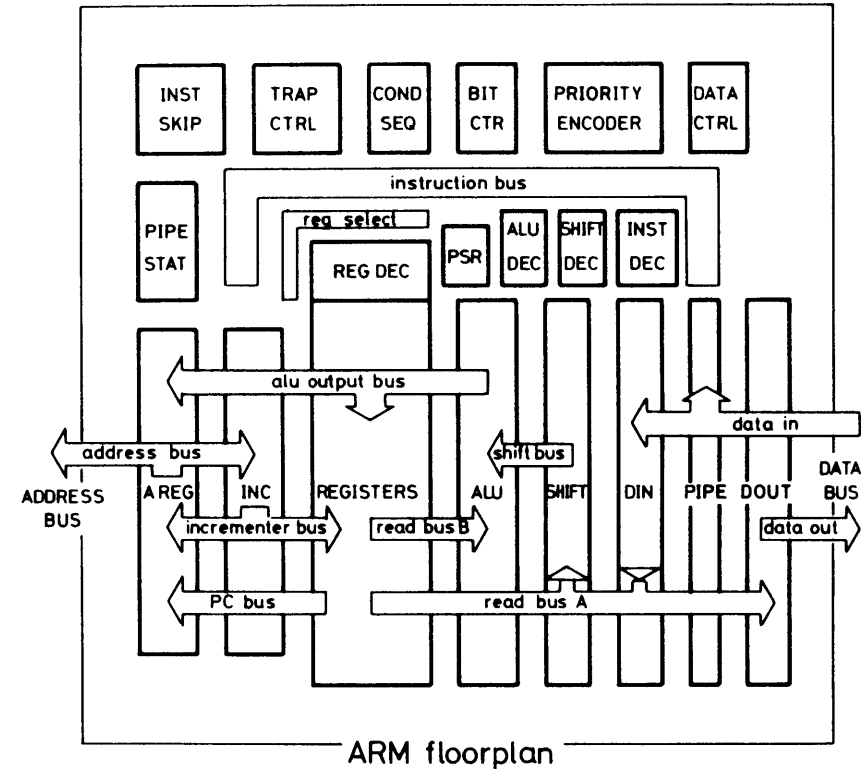 INST
SKIP
TRAP
CTRL
COND
SEQ
BIT
CTR
PRIORITY
ENCODER
DATA
CTRL
instruction bus
PIPE
STAT
reg select
REG DEC
PSR
ALU
DEC
SHIFT
DEC
INST
DEC
alu output bus
data in
address bus
shift bus
ADDRESS
BUS
A REG
INC
REGISTERS
ALU
SHIFT
DIN
PIPE
DOUT
DATA
BUS
incrementer bus
read bus B
data out
PC bus
read bus A
ARM floorplan